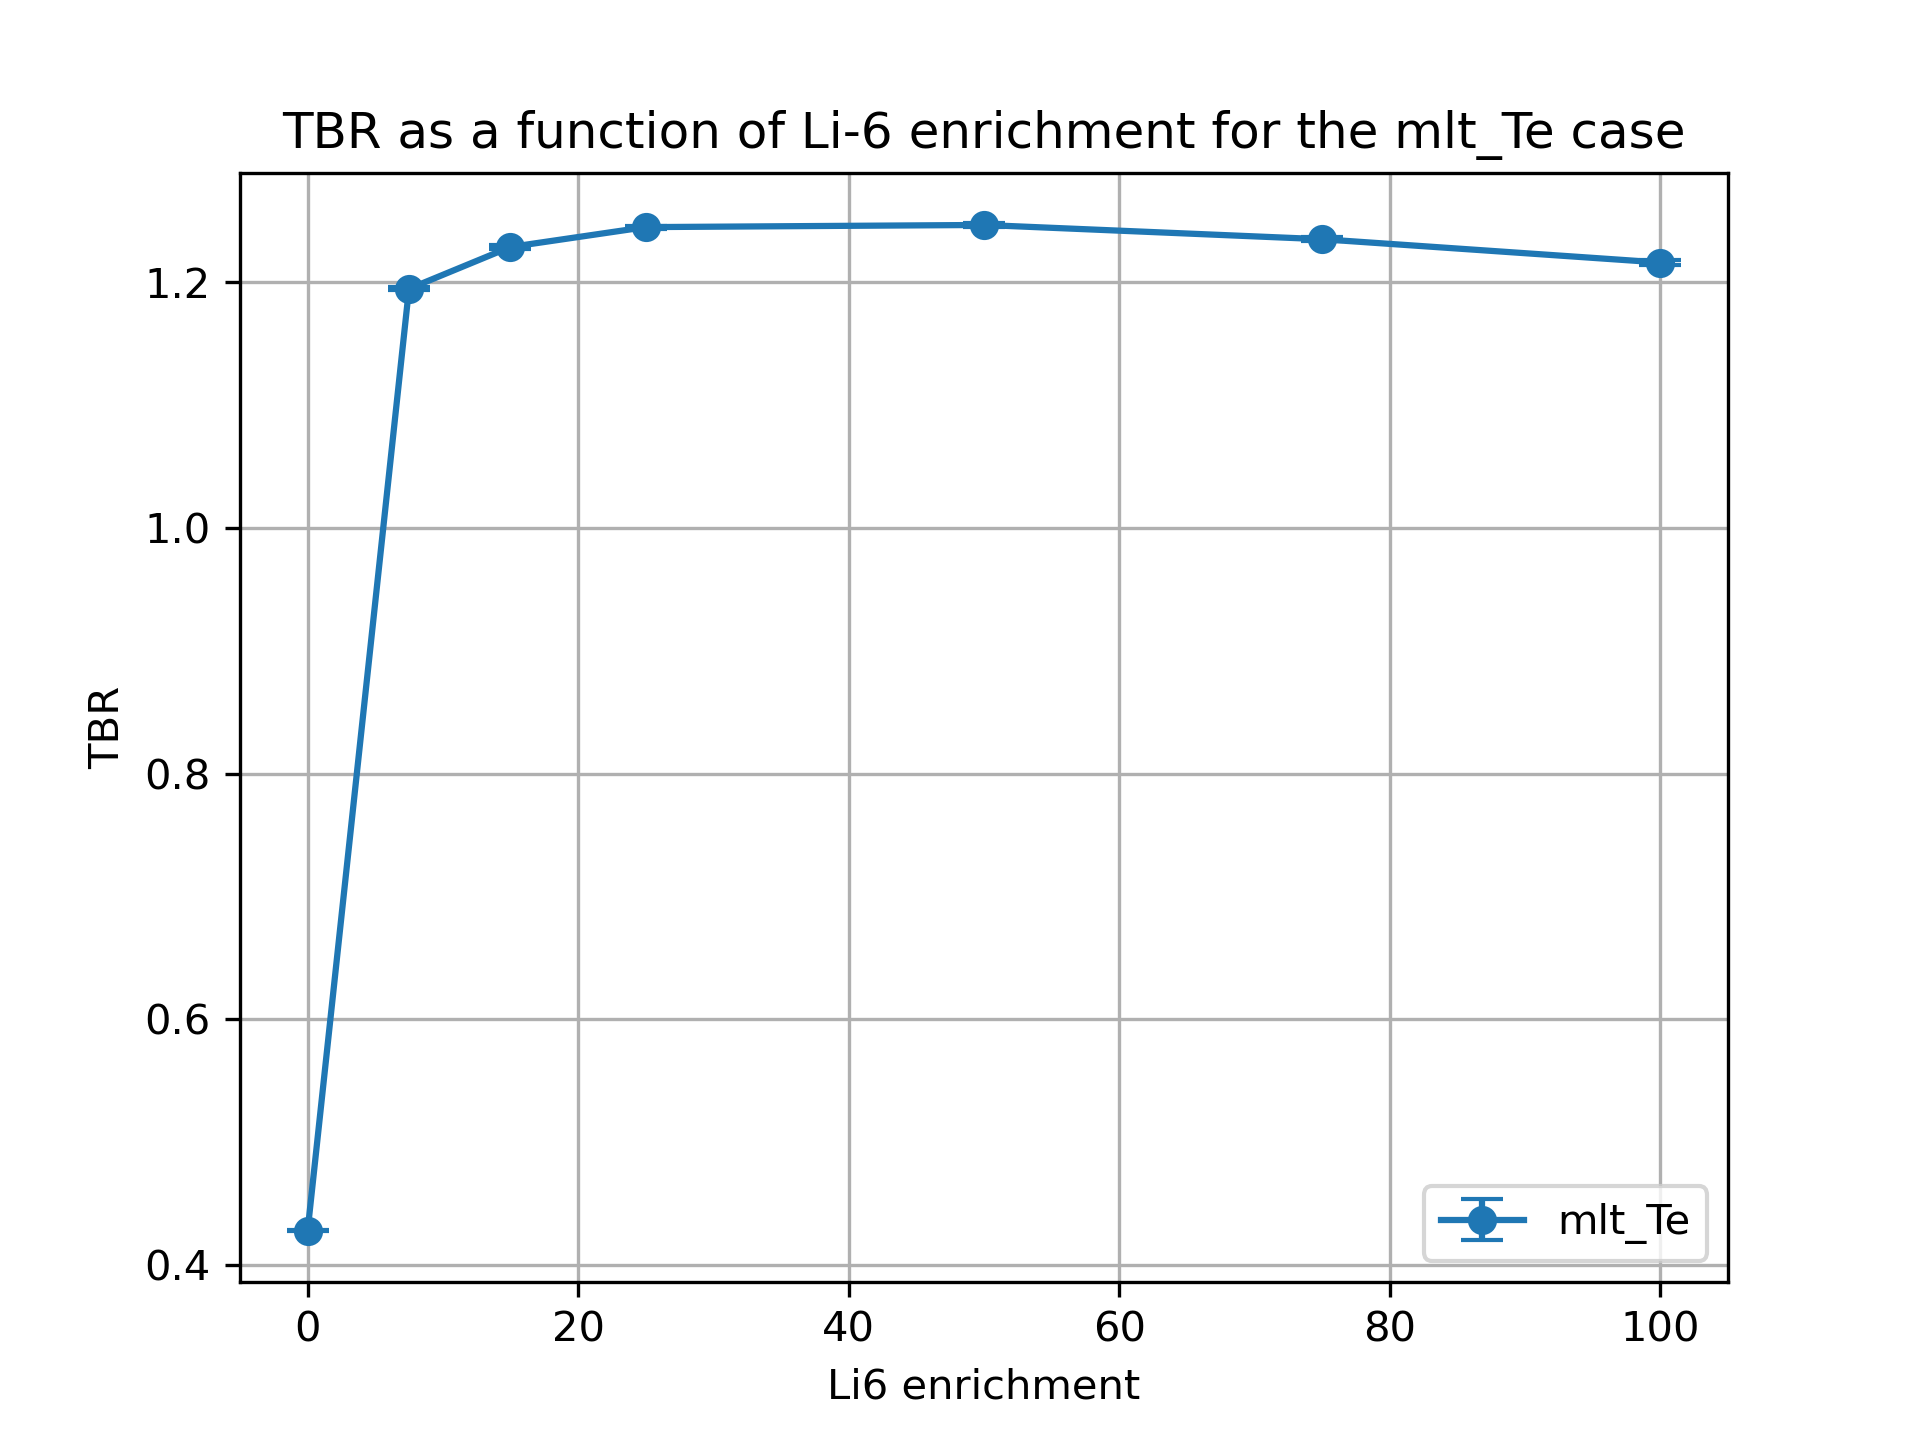 TBR as a function of Li-6 enrichment for the mlt_Te case
TBR
1.2
1.0
0.8
0.6
0.4
mlt_Te
0 20 40 60 80 100
Li6 enrichment